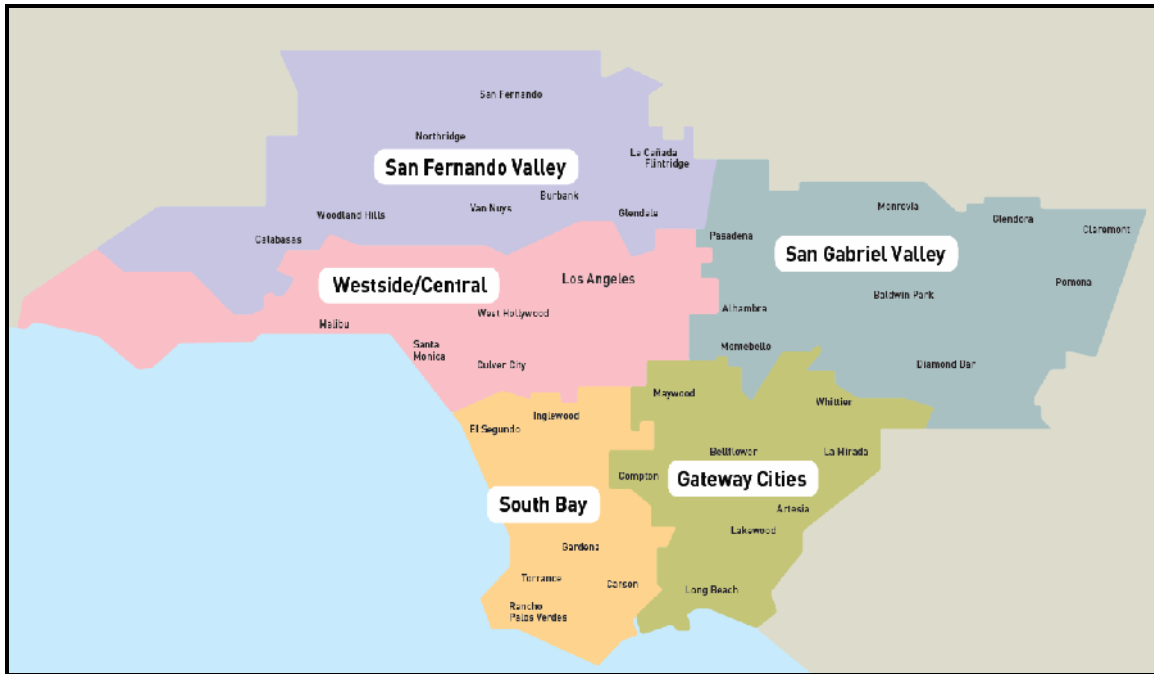 San Fernando
Northridge
La Cañada
Flintridge
San Fernando Valley
Burbank
Van Nuys
Glendale
Woodland Hills
Calabasas
Monrovia
Glendora
Claremont
Pasadena
San Gabriel Valley
Pomona
Baldwin Park
Alhambra
Montebello
Diamond Bar
Westside/Central
Los Angeles
West Hollywood
Malibu
Santa
Monica
Culver City
Maywood
Whittier
Bellflower
La Mirada
Compton
Gateway Cities
Artesia
Lakewood
Long Beach
Inglewood
El Segundo
South Bay
Gardena
Torrance
Carson
Rancho
Palos Verdes